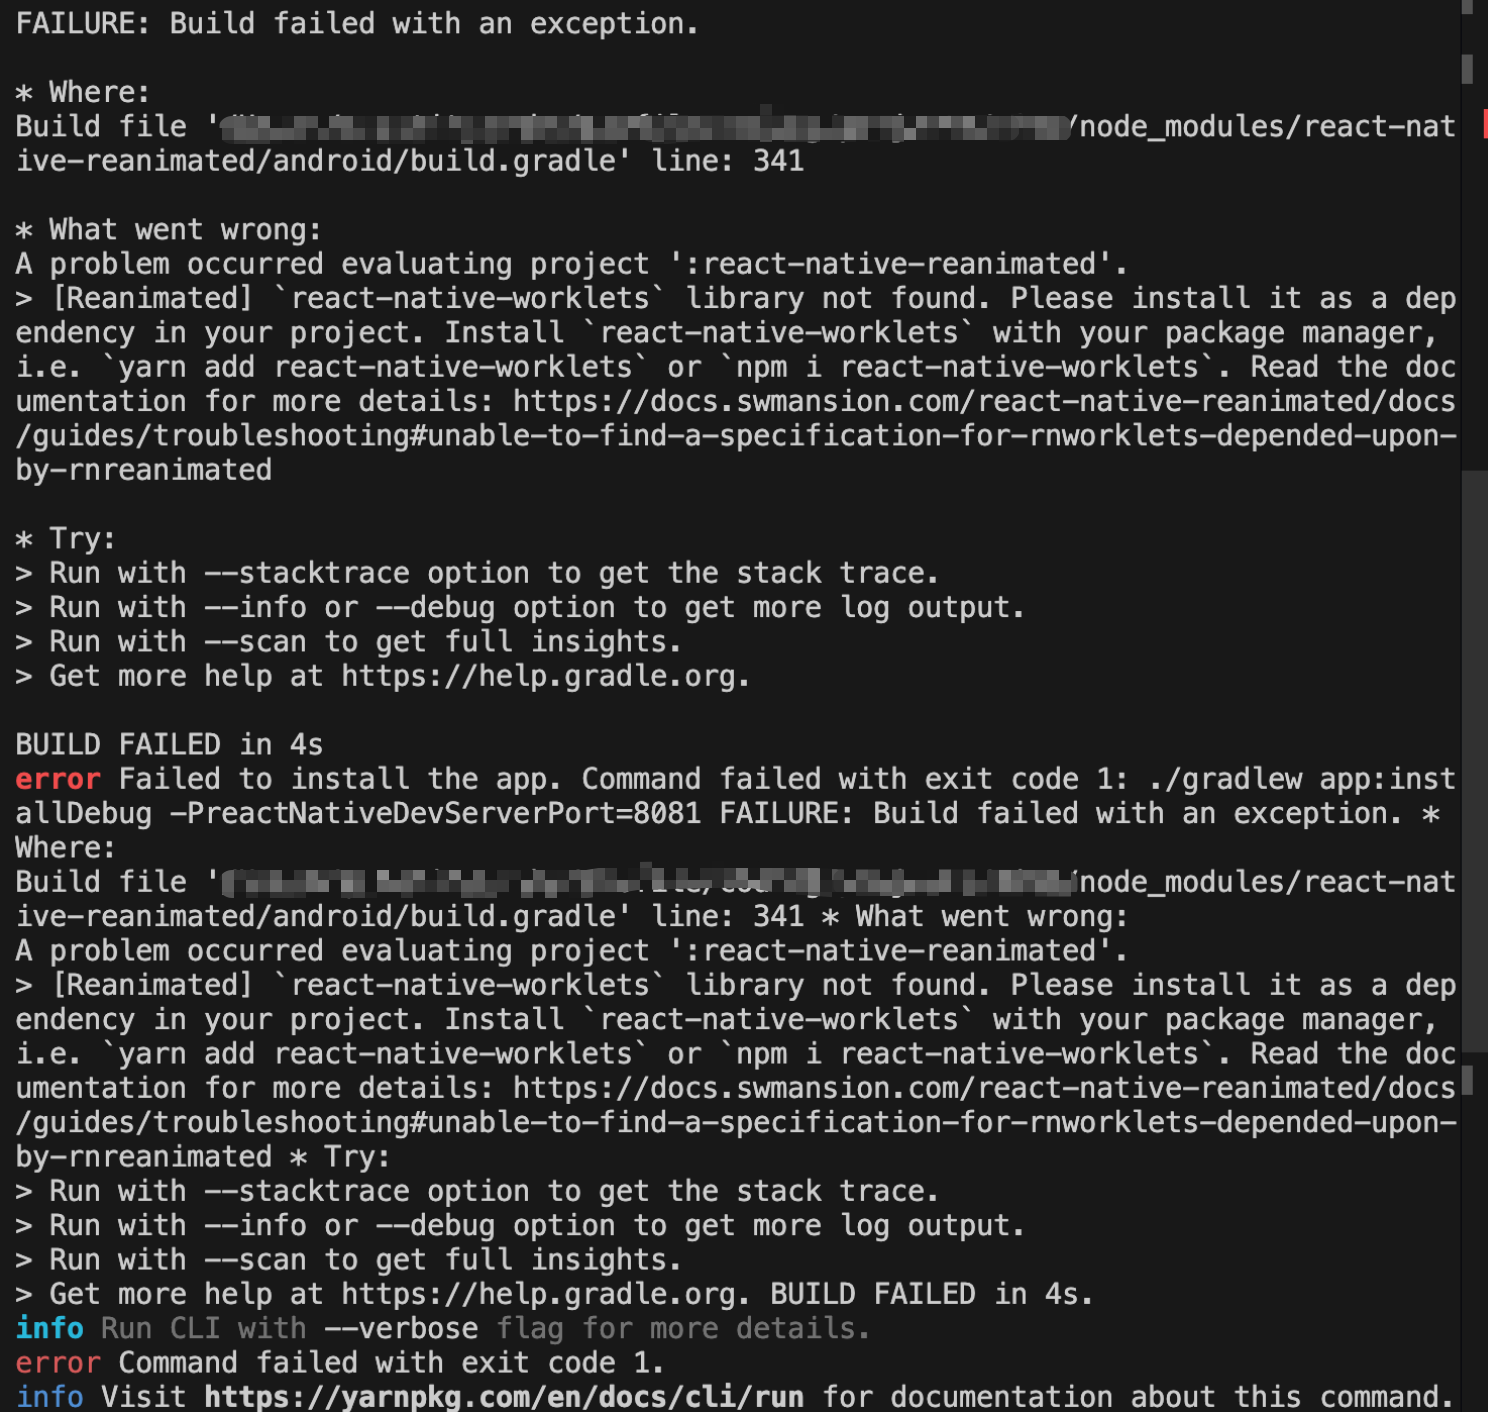 FAILURE: Build failed with an exception.
* Where:
Build file '/node_modules/react-nat
ive-reanimated/android/build.gradle' line: 341
* What went wrong:
A problem occurred evaluating project ':react-native-reanimated'.
> [Reanimated] `react-native-worklets` library not found. Please install it as a dep
endency in your project. Install `react-native-worklets` with your package manager,
i.e. `yarn add react-native-worklets` or `npm i react-native-worklets`. Read the doc
umentation for more details: https://docs.swmansion.com/react-native-reanimated/docs
/guides/troubleshooting#unable-to-find-a-specification-for-rnworklets-depended-upon-
by-rnreanimated
* Try:
> Run with --stacktrace option to get the stack trace.
> Run with --info or --debug option to get more log output.
> Run with --scan to get full insights.
> Get more help at https://help.gradle.org.
BUILD FAILED in 4s
error Failed to install the app. Command failed with exit code 1: ./gradlew app:inst
allDebug -PreactNativeDevServerPort=8081 FAILURE: Build failed with an exception. *
Where:
Build file 'node_modules/react-nat
ive-reanimated/android/build.gradle' line: 341 * What went wrong:
A problem occurred evaluating project ':react-native-reanimated'.
> [Reanimated] `react-native-worklets` library not found. Please install it as a dep
endency in your project. Install `react-native-worklets` with your package manager,
i.e. `yarn add react-native-worklets` or `npm i react-native-worklets`. Read the doc
umentation for more details: https://docs.swmansion.com/react-native-reanimated/docs
/guides/troubleshooting#unable-to-find-a-specification-for-rnworklets-depended-upon-
by-rnreanimated * Try:
> Run with --stacktrace option to get the stack trace.
> Run with --info or --debug option to get more log output.
> Run with --scan to get full insights.
> Get more help at https://help.gradle.org. BUILD FAILED in 4s.
info Run CLI with --verbose flag for more details.
error Command failed with exit code 1.
info Visit https://yarnpkg.com/en/docs/cli/run for documentation about this command.